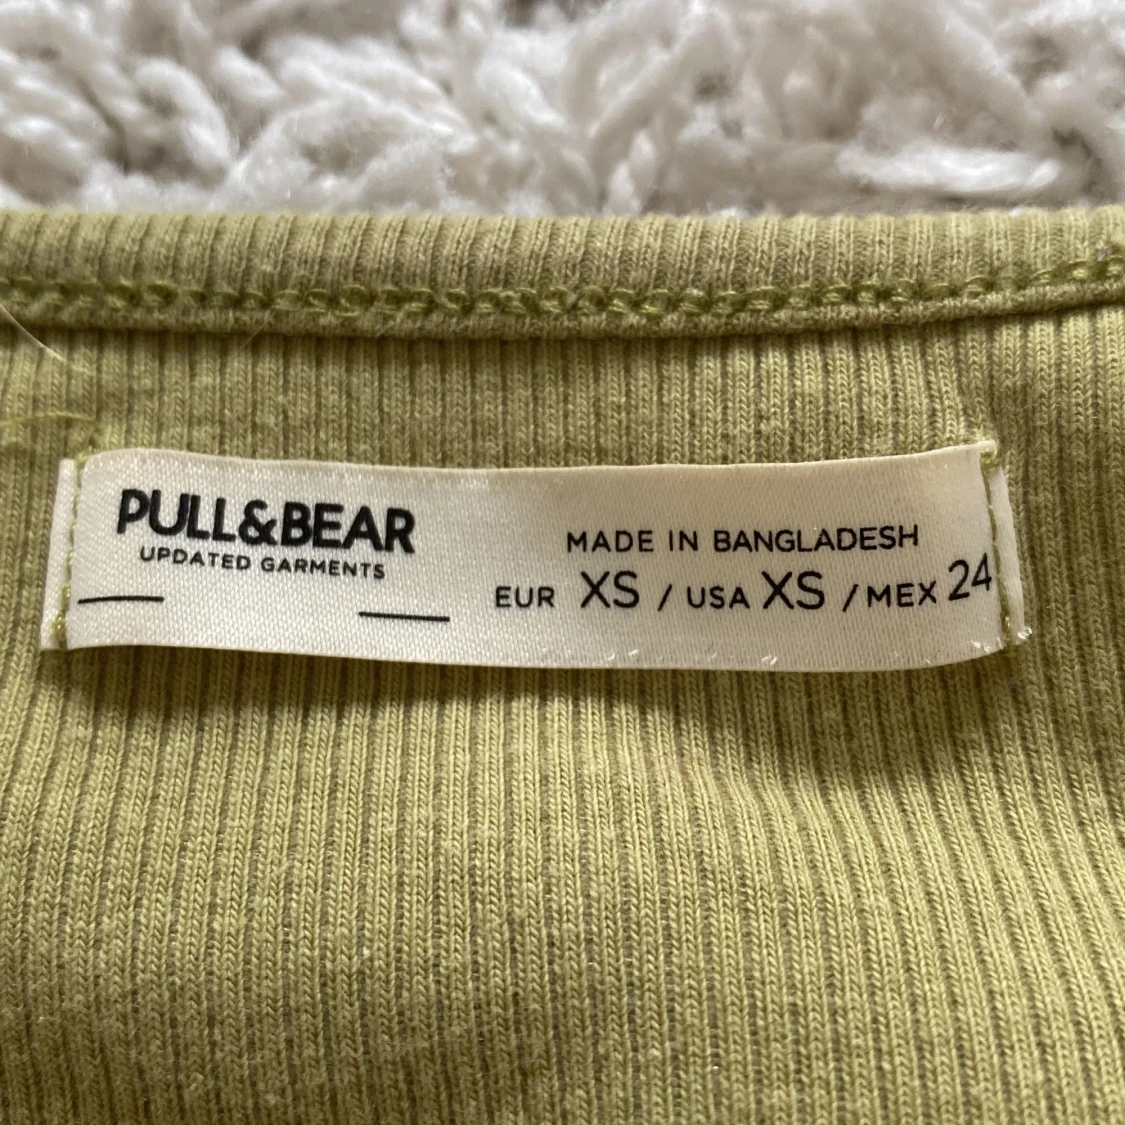 PULL&BEAR
UPDATED GARMENTS
MADE IN BANGLADESH
EUR XS / USA XS / MEX 24